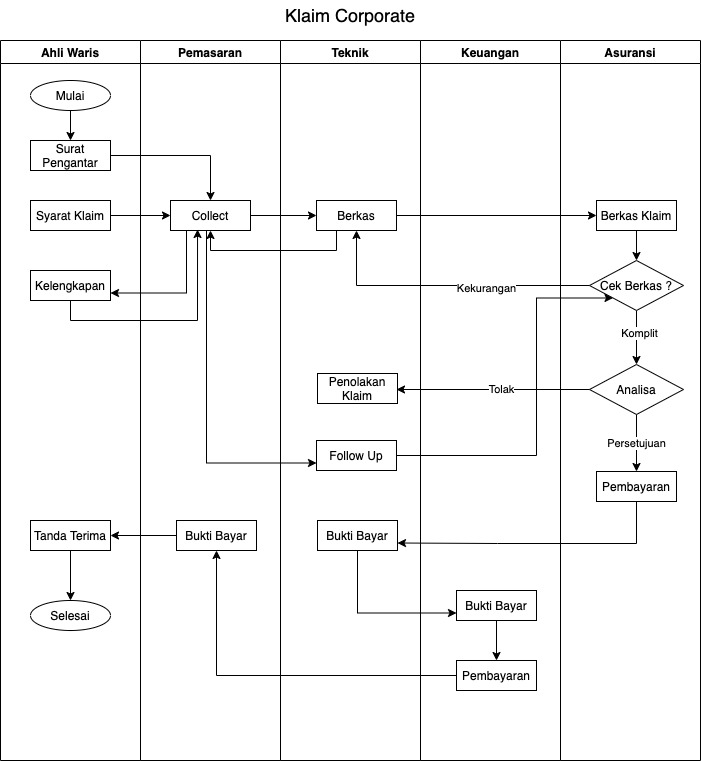 Klaim Corporate
Ahli Waris
Pemasaran
Teknik
Keuangan
Asuransi
Mulai
Surat
Pengantar
Syarat Klaim
Collect
Berkas
Berkas Klaim
Kelengkapan
Kekurangan
Cek Berkas ?
Komplit
Penolakan
Klaim
Tolak
Analisa
Follow Up
Persetujuan
Pembayaran
Tanda Terima
Bukti Bayar
Bukti Bayar
Selesai
Bukti Bayar
Pembayaran